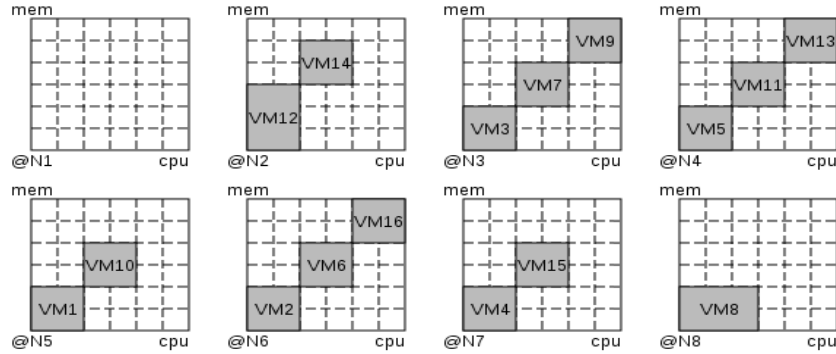 mem mem mem mem
VM9 VM13
VM14
VM7 VM11
VM12
VM3 VM5
@N1 cpu @N2 cpu @N3 cpu @N4 cpu
mem mem mem mem
VM16
VM10 VM6 VM15
VM1 VM2 VM4 VM8
@N5 cpu @N6 cpu @N7 cpu @N8 cpu